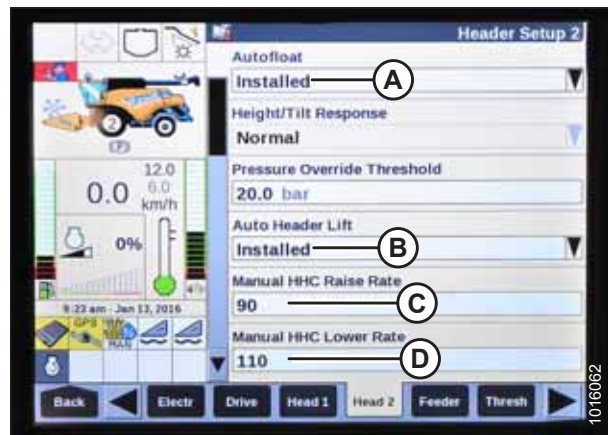 Header Setup 2
Autofloat
Installed
A
Height/Tilt Response
Normal
Pressure Override Threshold
20.0 bar
Auto Header Lift
Installed
B
Manual HHC Raise Rate
90
C
Manual HHC Lower Rate
110
D
12.0
6.0
0.0 km/h
0%
9:23 am - Jan 13, 2016
GPS
MAN
Back
Electr
Drive
Head 1
Head 2
Feeder
Thresh
1016062